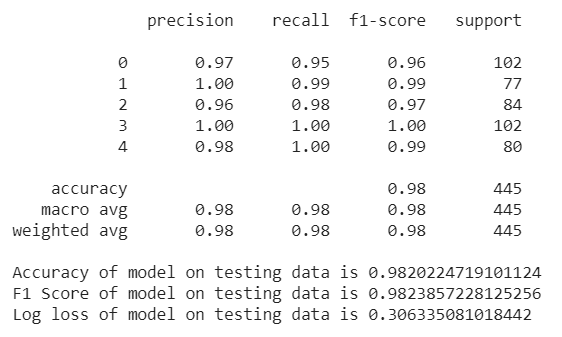 precision recall f1-score support
0 0.97 0.95 0.96 102
1 1.00 0.99 0.99 77
2 0.96 0.98 0.97 84
3 1.00 1.00 1.00 102
4 0.98 1.00 0.99 80
accuracy 0.98 445
macro avg 0.98 0.98 0.98 445
weighted avg 0.98 0.98 0.98 445
Accuracy of model on testing data is 0.9820224719101124
F1 Score of model on testing data is 0.9823857228125256
Log loss of model on testing data is 0.306335081018442